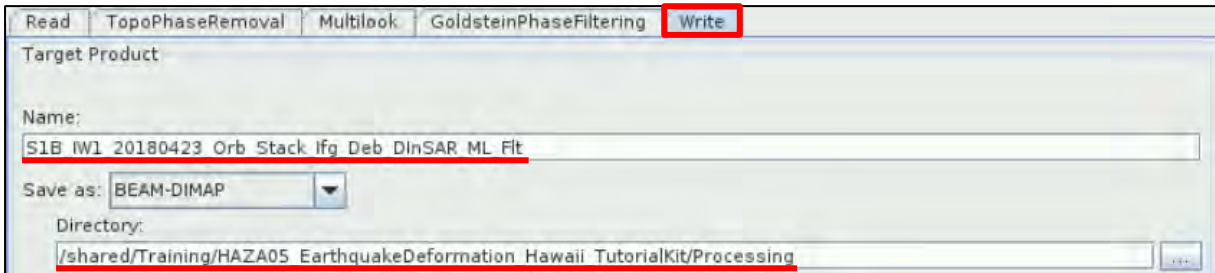 Read TopoPhaseRemoval Multilook GoldsteinPhaseFiltering Write
Target Product
Name:
S1B_IW1_20180423_Orb_Stack_Ifg_Deb_DInSAR_ML_Flt
Save as: BEAM-DIMAP
Directory:
/shared/Training/HAZA05_EarthquakeDeformation_Hawaii_TutorialKit/Processing ...